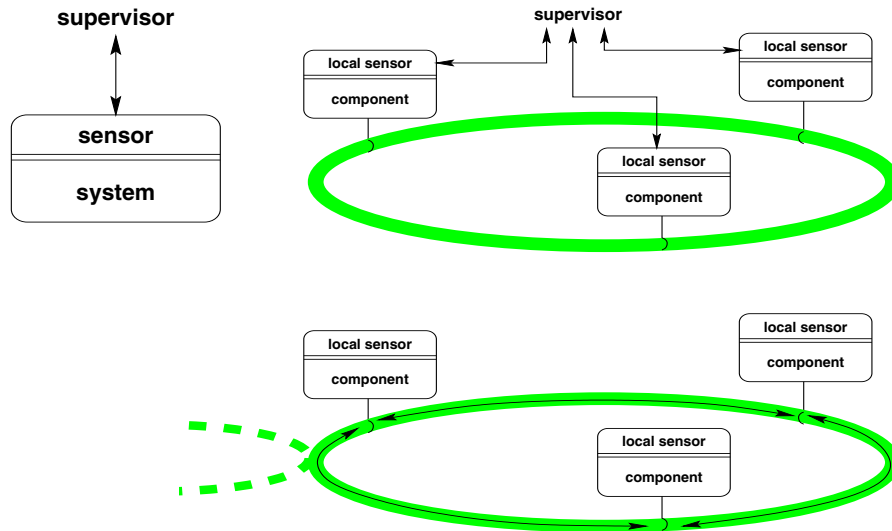 supervisor
sensor
system
supervisor
local sensor
component
local sensor
component
local sensor
component
local sensor
component
local sensor
component
local sensor
component